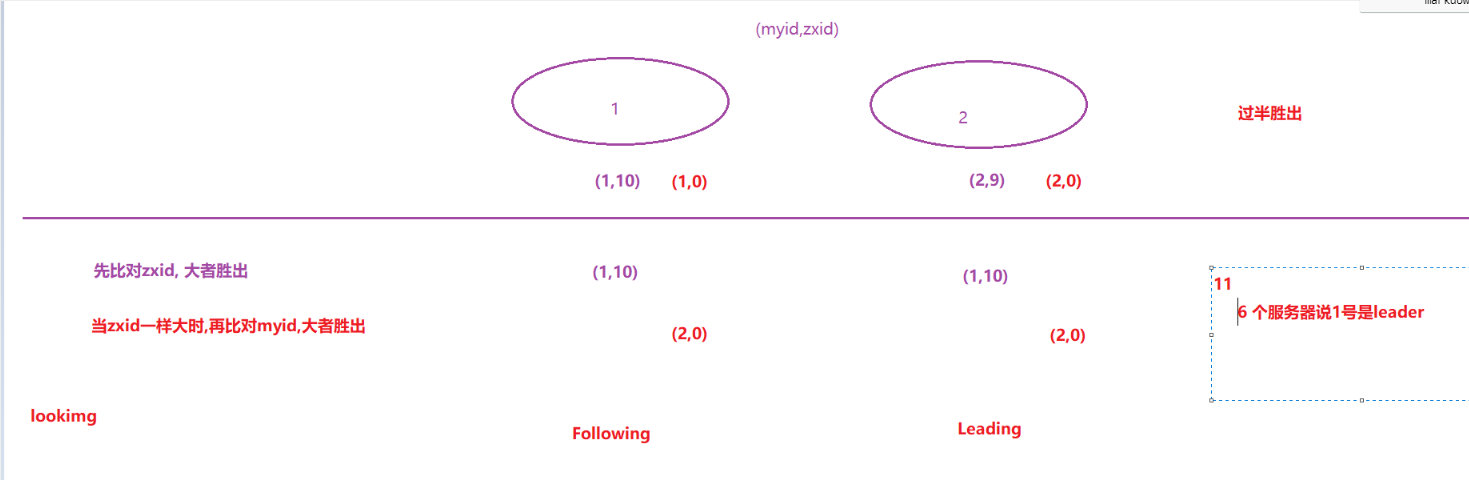 (myid,zxid)
1
2
过半胜出
(1,10) (1,0)
(2,9) (2,0)
先比对zxid, 大者胜出
(1,10)
(1,10)
11
6 个服务器说1号是leader
当zxid一样大时,再比对myid,大者胜出
(2,0)
(2,0)
lookimg
Following
Leading